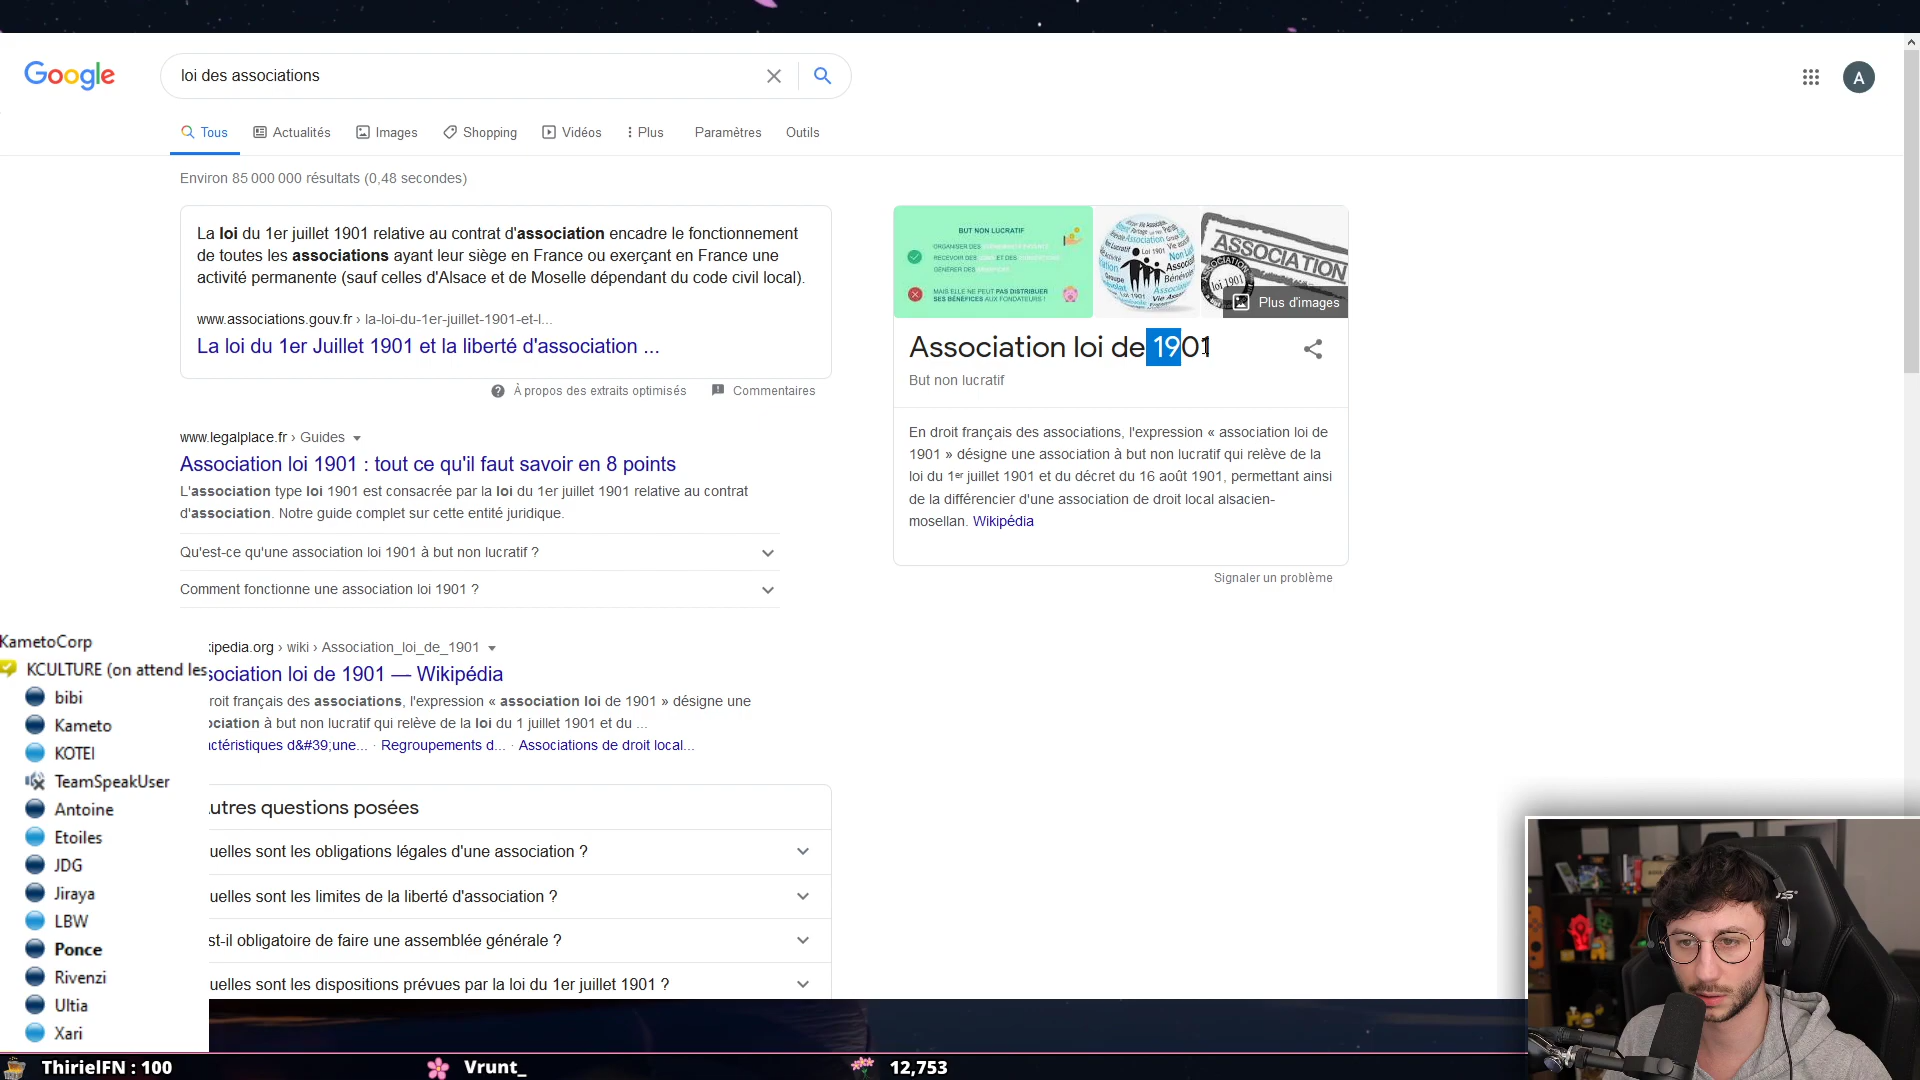 Google
loi des associations
A
Tous
Actualités
Images
Shopping
Vidéos
Plus
Paramètres
Outils
Environ 85 000 000 résultats (0,48 secondes)
La loi du 1er juillet 1901 relative au contrat d'association encadre le fonctionnement
de toutes les associations ayant leur siège en France ou exerçant en France une
activité permanente (sauf celles d'Alsace et de Moselle dépendant du code civil local).
www.associations.gouv.fr › la-loi-du-1er-juillet-1901-et-l...
La loi du 1er Juillet 1901 et la liberté d'association ...
À propos des extraits optimisés
Commentaires
www.legalplace.fr › Guides
Association loi 1901 : tout ce qu'il faut savoir en 8 points
L'association type loi 1901 est consacrée par la loi du 1er juillet 1901 relative au contrat
d'association. Notre guide complet sur cette entité juridique.
Qu'est-ce qu'une association loi 1901 à but non lucratif ?
Comment fonctionne une association loi 1901 ?
kipedia.org › wiki › Association_loi_de_1901
sociation loi de 1901 — Wikipédia
roit français des associations, l'expression « association loi de 1901 » désigne une
ociation à but non lucratif qui relève de la loi du 1 juillet 1901 et du ...
ctéristiques d&#39;une... · Regroupements d... · Associations de droit local...
utres questions posées
uelles sont les obligations légales d'une association ?
uelles sont les limites de la liberté d'association ?
st-il obligatoire de faire une assemblée générale ?
uelles sont les dispositions prévues par la loi du 1er juillet 1901 ?
BUT NON LUCRATIF
MAIS ELLE NE PEUT PAS DISTRIBUER
SES BÉNÉFICES AUX FONDATEURS !
ASSOCIATION
loi 1901
Plus d'images
Association loi de 1901
But non lucratif
En droit français des associations, l'expression « association loi de
1901 » désigne une association à but non lucratif qui relève de la
loi du 1er juillet 1901 et du décret du 16 août 1901, permettant ainsi
de la différencier d'une association de droit local alsacien-
mosellan. Wikipédia
Signaler un problème
KametoCorp
KCULTURE (on attend les
bibi
Kameto
KOTEI
TeamSpeakUser
Antoine
Etoiles
JDG
Jiraya
LBW
Ponce
Rivenzi
Ultia
Xari
ThirielFN : 100
Vrunt_
12,753